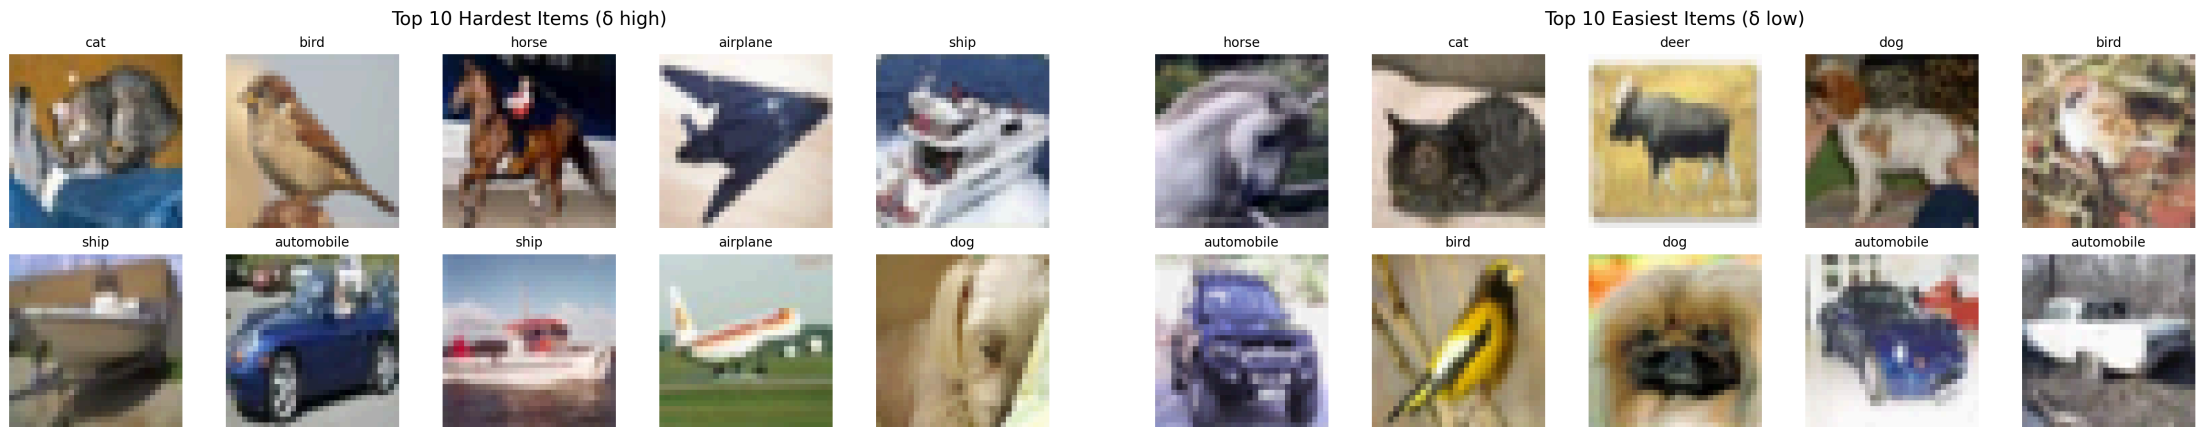 Top 10 Hardest Items (δ high)
cat
bird
horse
airplane
ship
ship
automobile
ship
airplane
dog
Top 10 Easiest Items (δ low)
horse
cat
deer
dog
bird
automobile
bird
dog
automobile
automobile